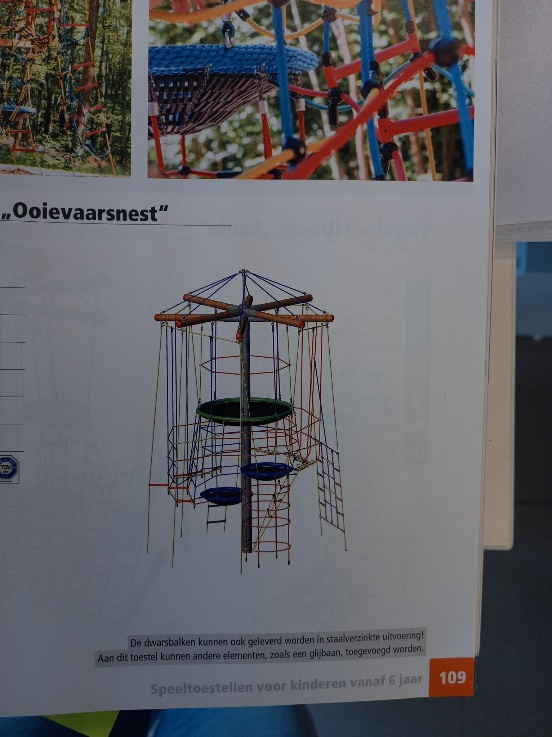 „Ooievaarsnest“
TÜV
De dwarsbalken kunnen ook geleverd worden in staalverzinkte uitvoering!
Aan dit toestel kunnen andere elementen, zoals een glijbaan, toegevoegd worden.
Speeltoestellen voor kinderen vanaf 6 jaar 109